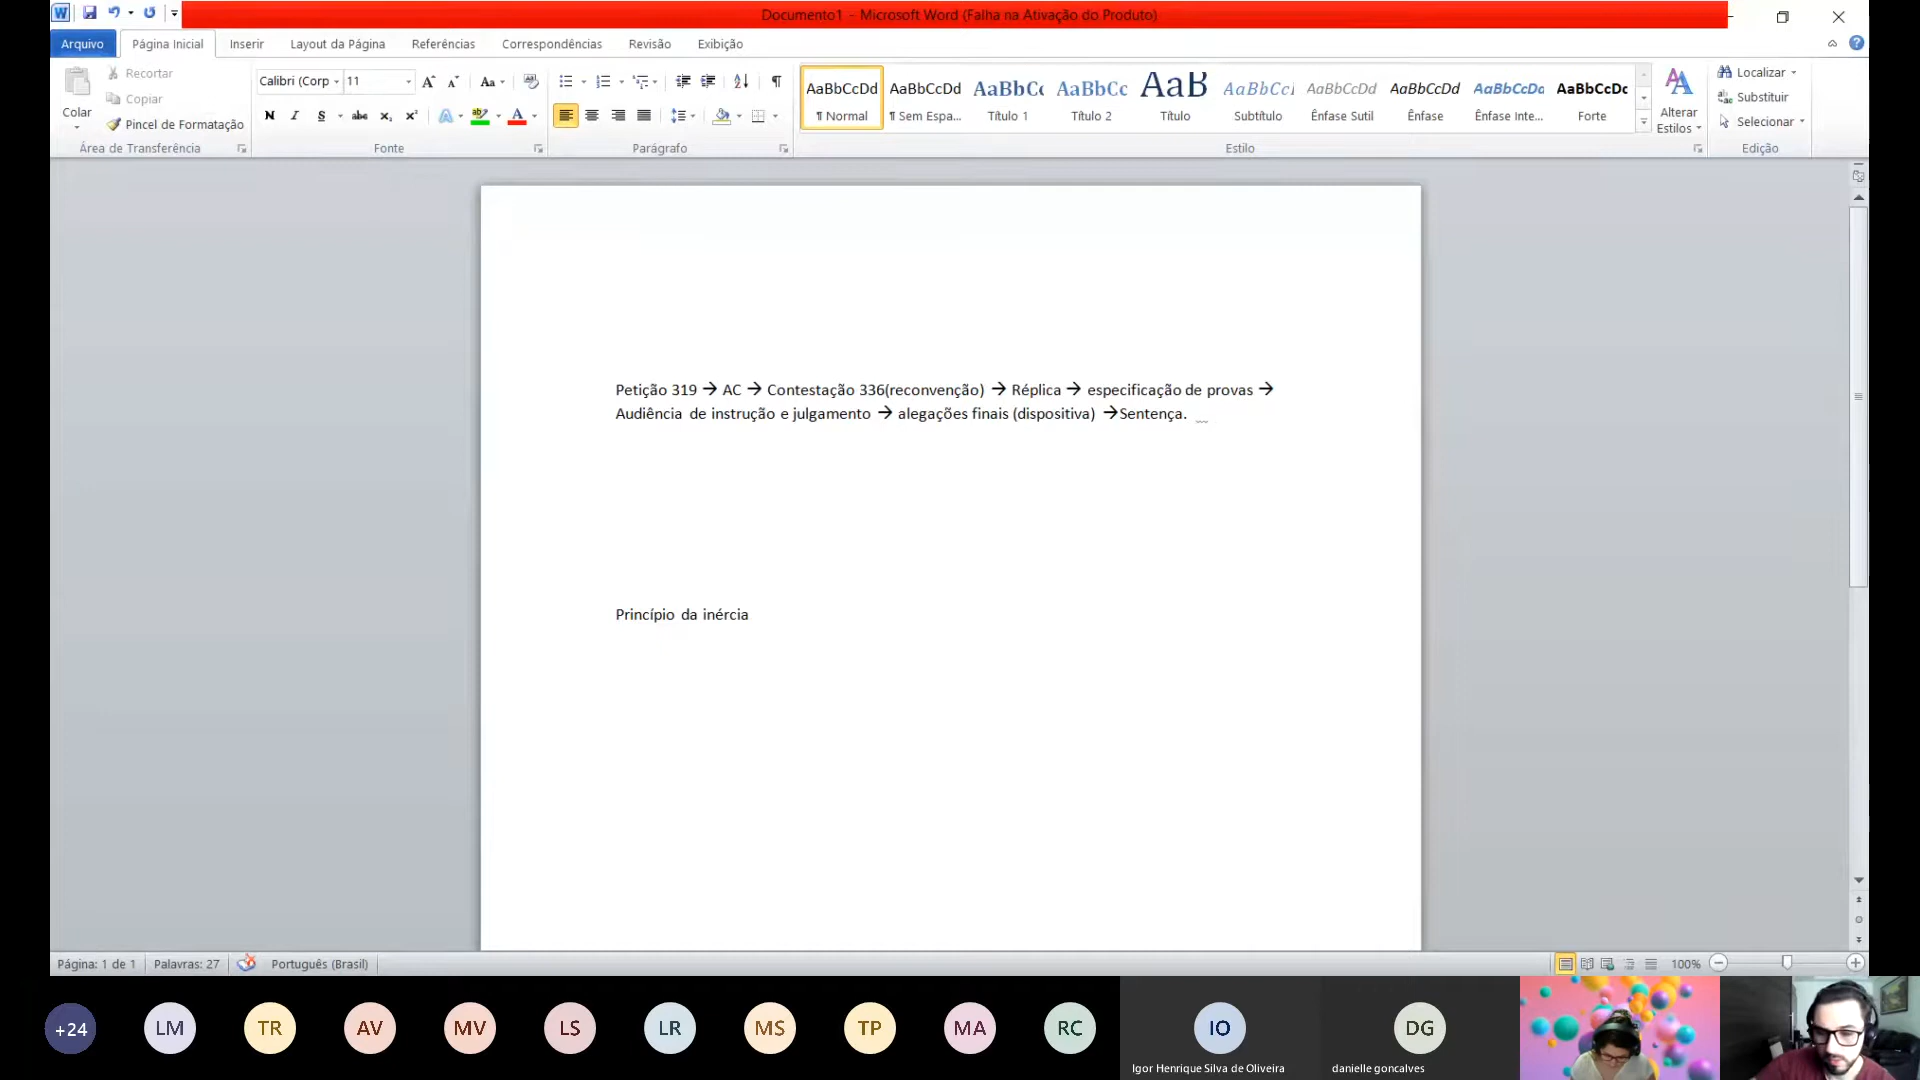 Documento1 - Microsoft Word (Falha na Ativação do Produto)
Arquivo Página Inicial Inserir Layout da Página Referências Correspondências Revisão Exibição
Colar
Recortar
Copiar
Pincel de Formatação
Área de Transferência
Calibri (Corp 11
Fonte
Parágrafo
AaBbCcDd AaBbCcDd AaBbC AaBbCc AaB AaBbCc AaBbCcDd AaBbCcDd AaBbCcDd AaBbCcDc
¶ Normal ¶ Sem Espa... Título 1 Título 2 Título Subtítulo Ênfase Sutil Ênfase Ênfase Inte... Forte
Estilo
Alterar
Estilos
Localizar
Substituir
Selecionar
Edição
Petição 319 → AC → Contestação 336(reconvenção) → Réplica → especificação de provas →
Audiência de instrução e julgamento → alegações finais (dispositiva) →Sentença.
Princípio da inércia
Página: 1 de 1 Palavras: 27 Português (Brasil) 100%
+24 LM TR AV MV LS LR MS TP MA RC IO DG
Igor Henrique Silva de Oliveira danielle goncalves